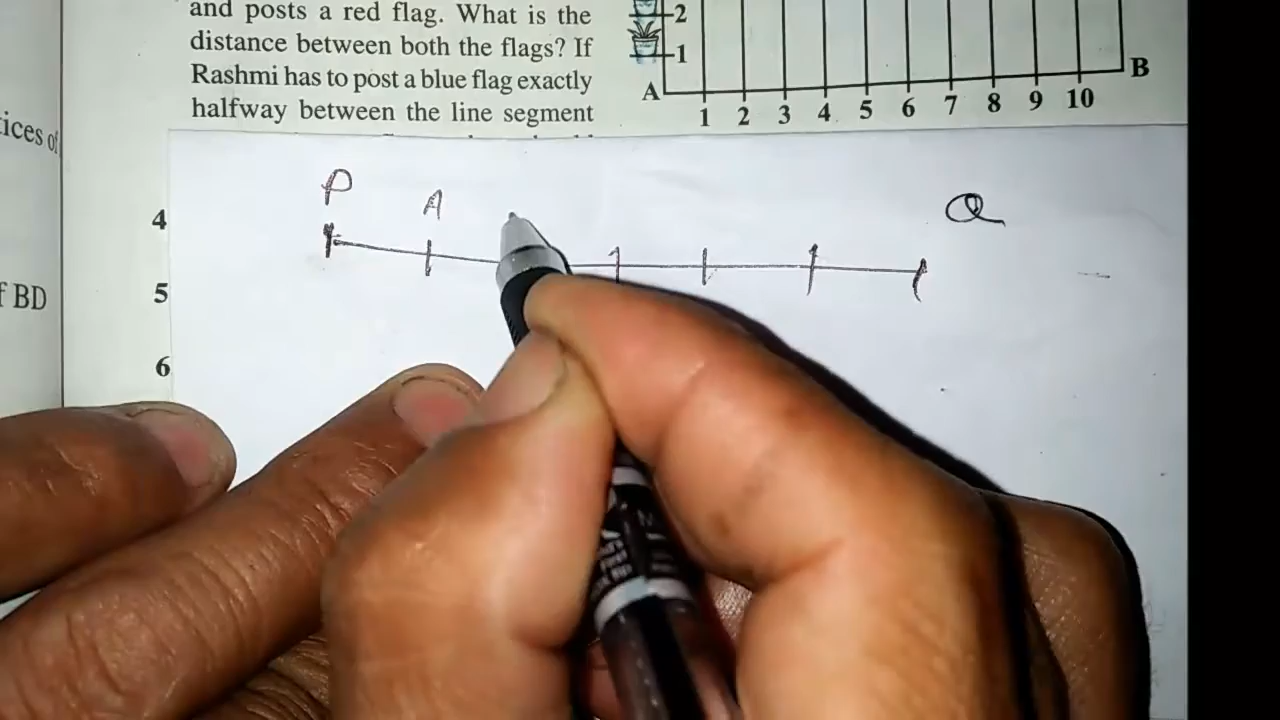 and posts a red flag. What is the
distance between both the flags? If
Rashmi has to post a blue flag exactly
halfway between the line segment
2
1
A
B
1 2 3 4 5 6 7 8 9 10
ices of
f BD
4
5
6
P A Q